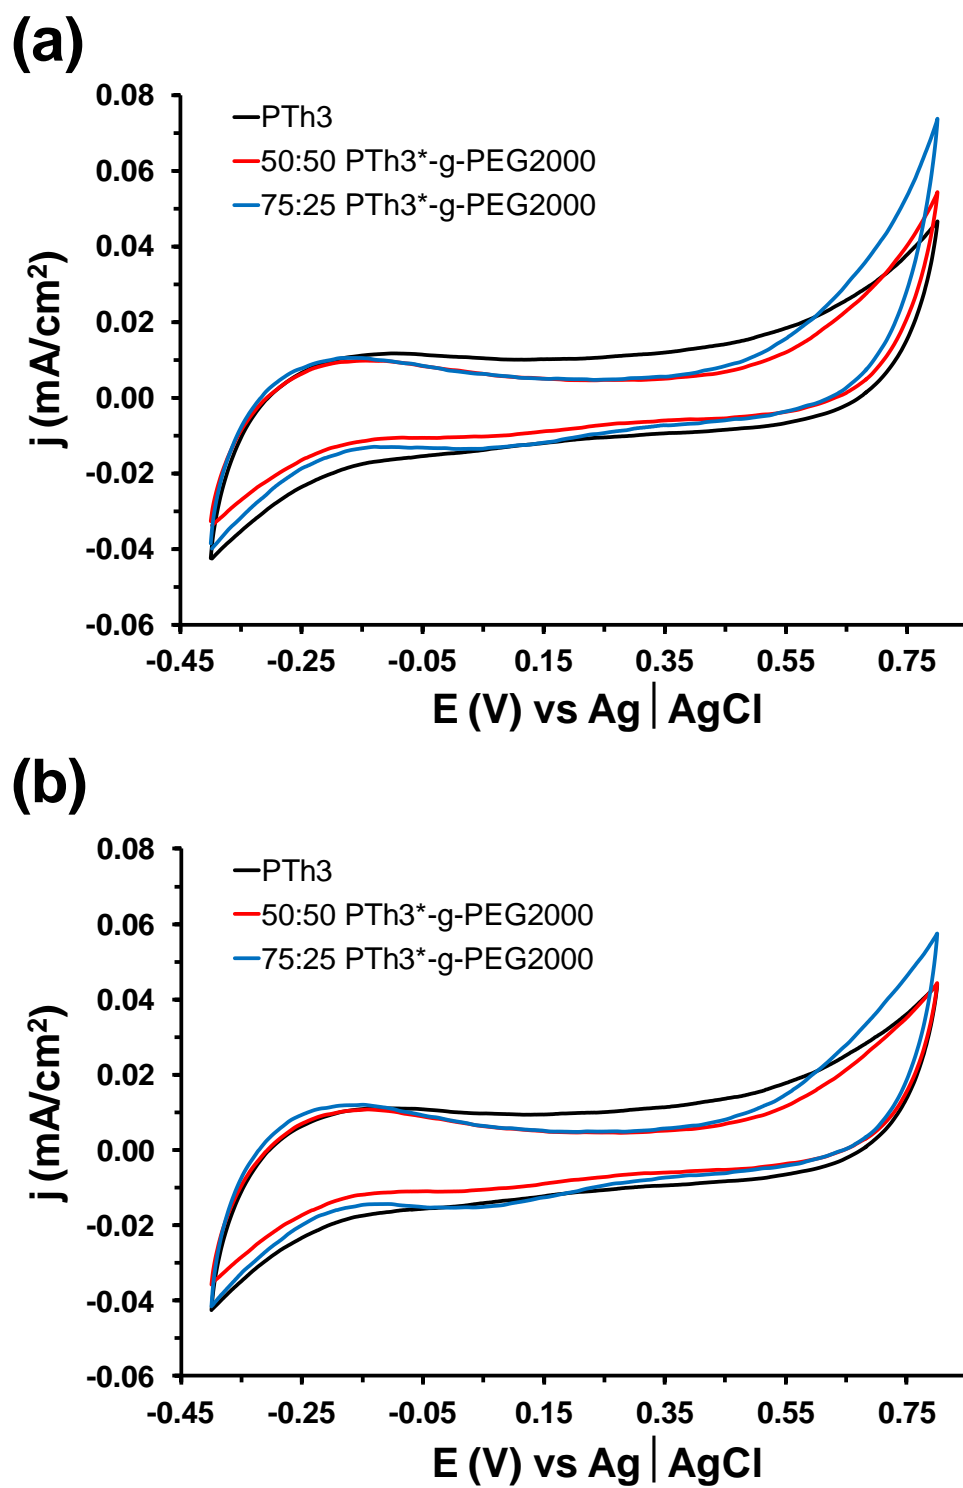 (a)
0.08
0.06
0.04
0.02
0.00
-0.02
-0.04
-0.06
j (mA/cm²)
PTh3
50:50 PTh3*-g-PEG2000
75:25 PTh3*-g-PEG2000
-0.45 -0.25 -0.05 0.15 0.35 0.55 0.75
E (V) vs Ag | AgCl
(b)
0.08
0.06
0.04
0.02
0.00
-0.02
-0.04
-0.06
j (mA/cm²)
PTh3
50:50 PTh3*-g-PEG2000
75:25 PTh3*-g-PEG2000
-0.45 -0.25 -0.05 0.15 0.35 0.55 0.75
E (V) vs Ag | AgCl